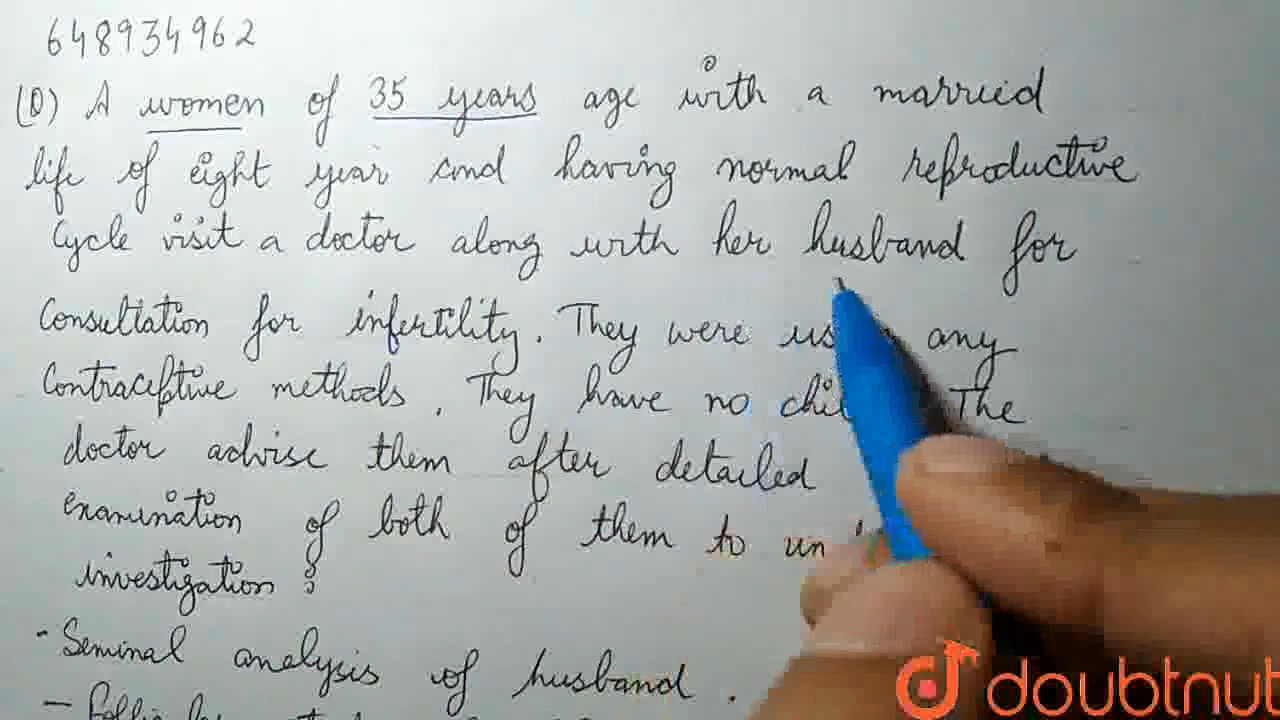 648934962
(Q) A women of 35 years age with a married
life of eight year and having normal reproductive
Cycle visit a doctor along with her husband for
Consultation for infertility. They were any
Contraceptive methods. They have no The
doctor advise them after detailed
examination of both of them to
investigation :
- Seminal analysis of husband.
doubtnut